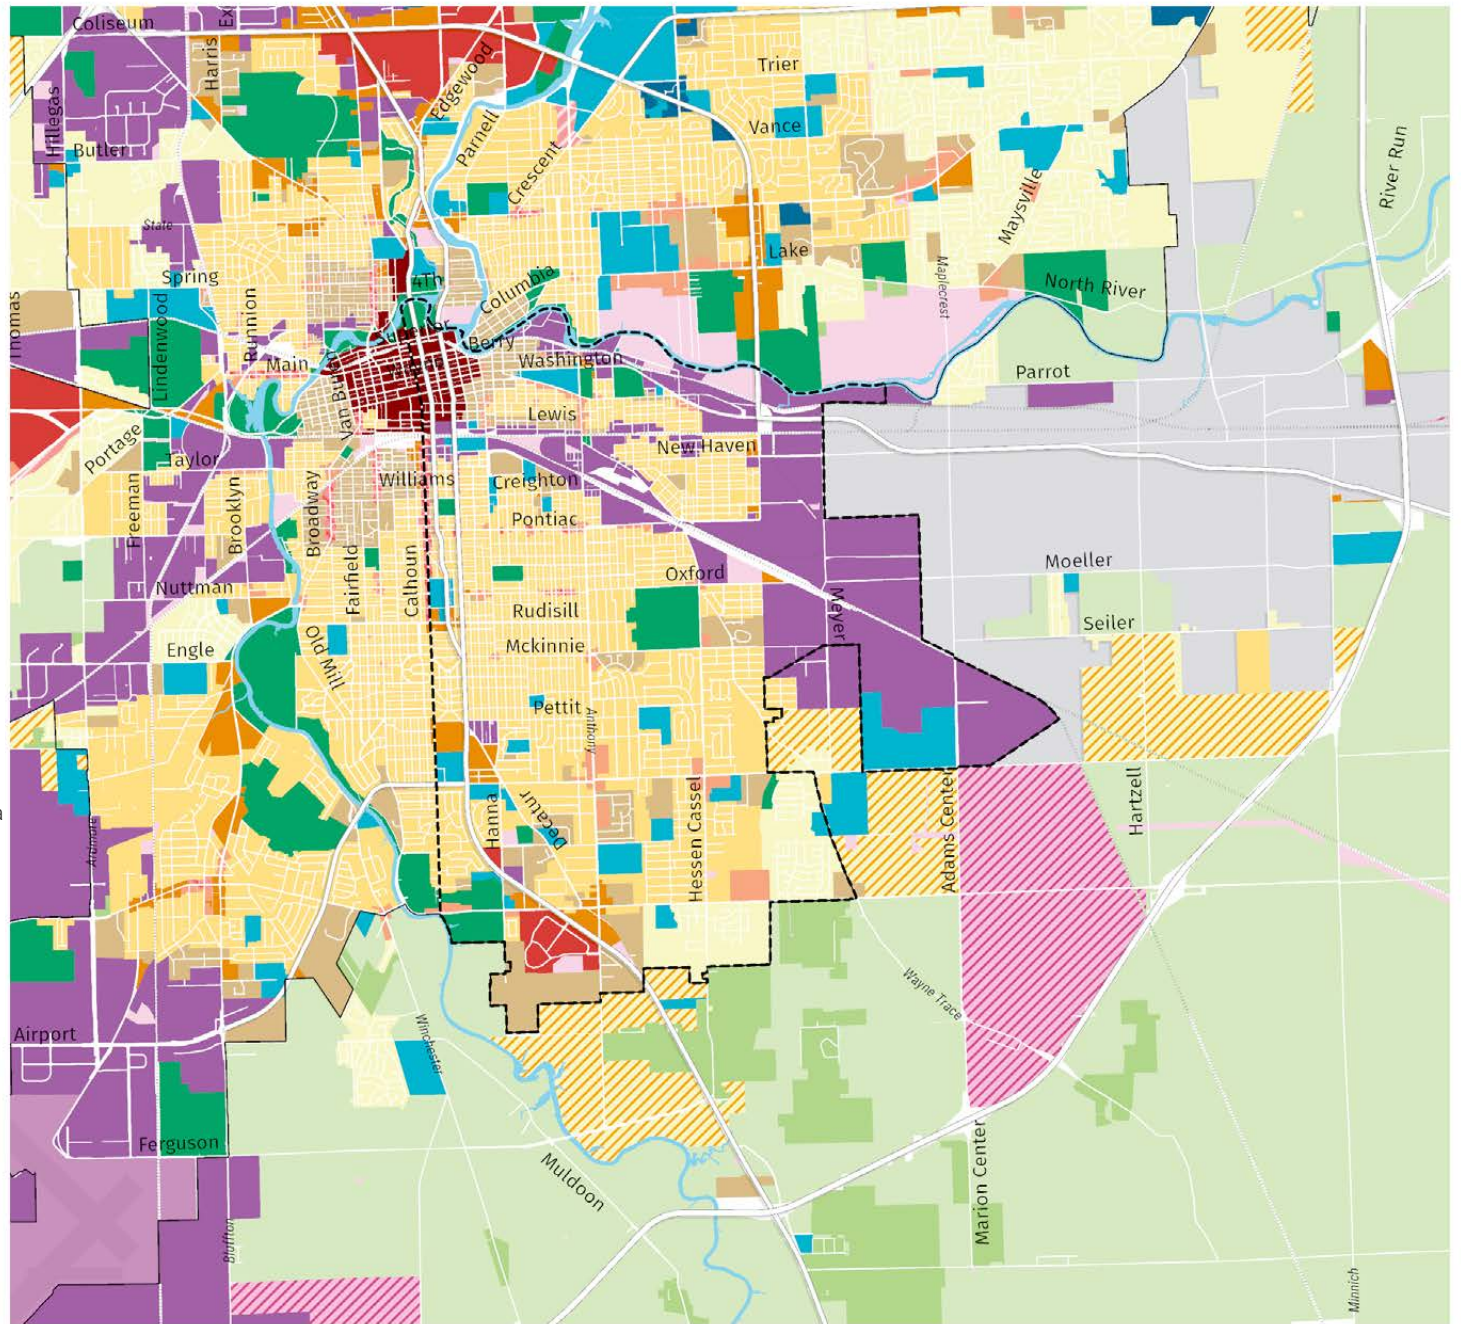 Coliseum
Ex
Harris
Hillegas
Butler
State
Spring
Thomas
Lindenwood
Runnion
Main
Van Buren
Edgewood
Parnell
Crescent
Trier
Vance
Lake
Maysville
Maplecrest
North River
River Run
4Th
Columbia
Superior
Berry
Washington
Parrot
Lewis
Portage
Taylor
New Haven
Williams
Creighton
Pontiac
Freeman
Brooklyn
Broadway
Fairfield
Calhoun
Nuttman
Oxford
Moeller
Meyer
Rudisill
Seiler
Engle
Old Mill
Mckinnie
Pettit
Anthony
Hanna
Decatur
Hessen Cassel
Adams Center
Hartzell
Ardmore
a
Wayne Trace
Airport
Winchester
Ferguson
Muldoon
Marion Center
Bluffton
Minnich